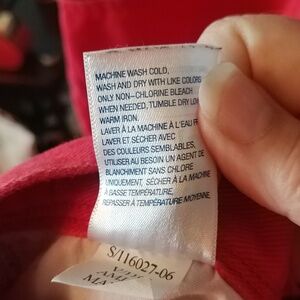 MACHINE WASH COLD,
WASH AND DRY WITH LIKE COLORS
ONLY NON-CHLORINE BLEACH
WHEN NEEDED, TUMBLE DRY LOW
WARM IRON.
LAVER À LA MACHINE À L'EAU
LAVER ET SÉCHER AVEC
DES COULEURS SEMBLABLES,
UTILISER AU BESOIN UN AGENT DE
BLANCHIMENT SANS CHLORE
UNIQUEMENT, SÉCHER À LA MACHINE
À BASSE TEMPÉRATURE,
REPASSER À TEMPÉRATURE MOYENNE.
S/116027-06